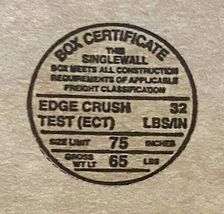 BOX CERTIFICATE
THIS
SINGLEWALL
BOX MEETS ALL CONSTRUCTION
REQUIREMENTS OF APPLICABLE
FREIGHT CLASSIFICATION
EDGE CRUSH 32
TEST (ECT) LBS/IN
SIZE LIMIT 75 INCHES
GROSS
WT LT 65 LBS